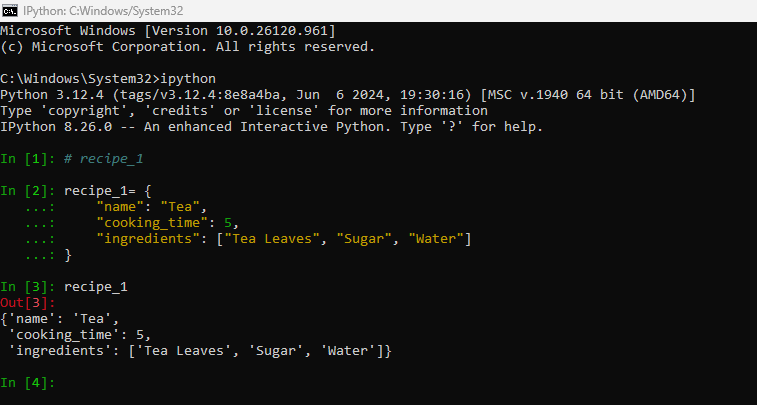 IPython: C:Windows/System32
Microsoft Windows [Version 10.0.26120.961]
(c) Microsoft Corporation. All rights reserved.
C:\Windows\System32>ipython
Python 3.12.4 (tags/v3.12.4:8e8a4ba, Jun  6 2024, 19:30:16) [MSC v.1940 64 bit (AMD64)]
Type 'copyright', 'credits' or 'license' for more information
IPython 8.26.0 -- An enhanced Interactive Python. Type '?' for help.
In [1]: # recipe_1
In [2]: recipe_1= {
   ...:     "name": "Tea",
   ...:     "cooking_time": 5,
   ...:     "ingredients": ["Tea Leaves", "Sugar", "Water"]
   ...: }
In [3]: recipe_1
Out[3]:
{'name': 'Tea',
 'cooking_time': 5,
 'ingredients': ['Tea Leaves', 'Sugar', 'Water']}
In [4]: